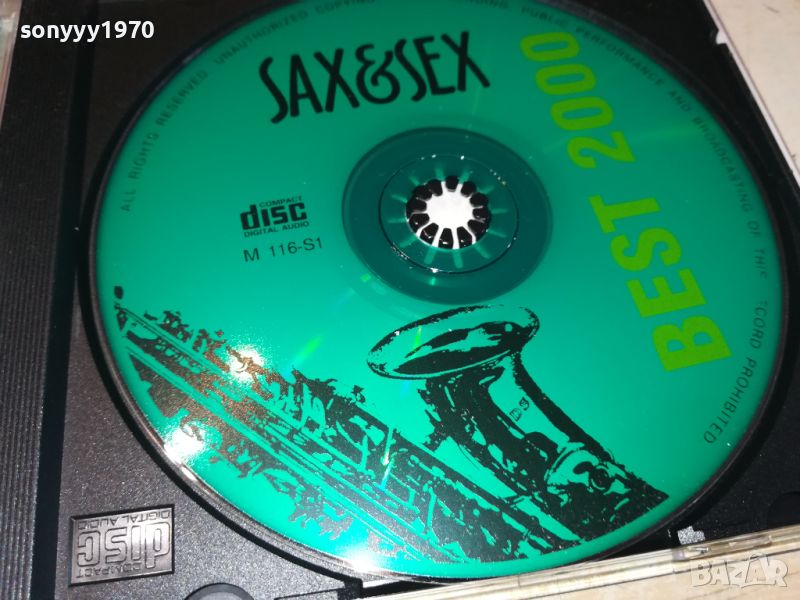 sonyyy1970
SAX&SEX
BEST 2000
COMPACT
disc
DIGITAL AUDIO
M 116-S1
ALL RIGHTS RESERVED UNAUTHORIZED COPYING PUBLIC PERFORMANCE AND BROADCASTING OF THIS PROHIBITED
COMPACT
disc
DIGITAL AUDIO
BAZAR